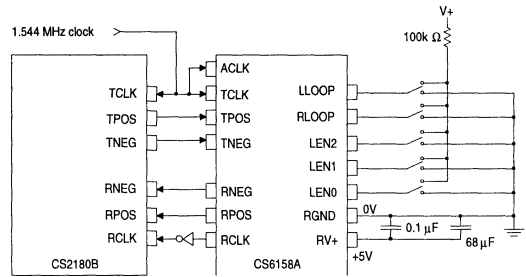 V+
1.544 MHz clock
100k Ω
ACLK
TCLK TCLK LLOOP
TPOS TPOS RLOOP
TNEG TNEG LEN2
LEN1
RNEG RNEG LEN0
RPOS RPOS RGND 0V
0.1 µF
RCLK RCLK RV+ 68 µF
+5V
CS2180B CS6158A